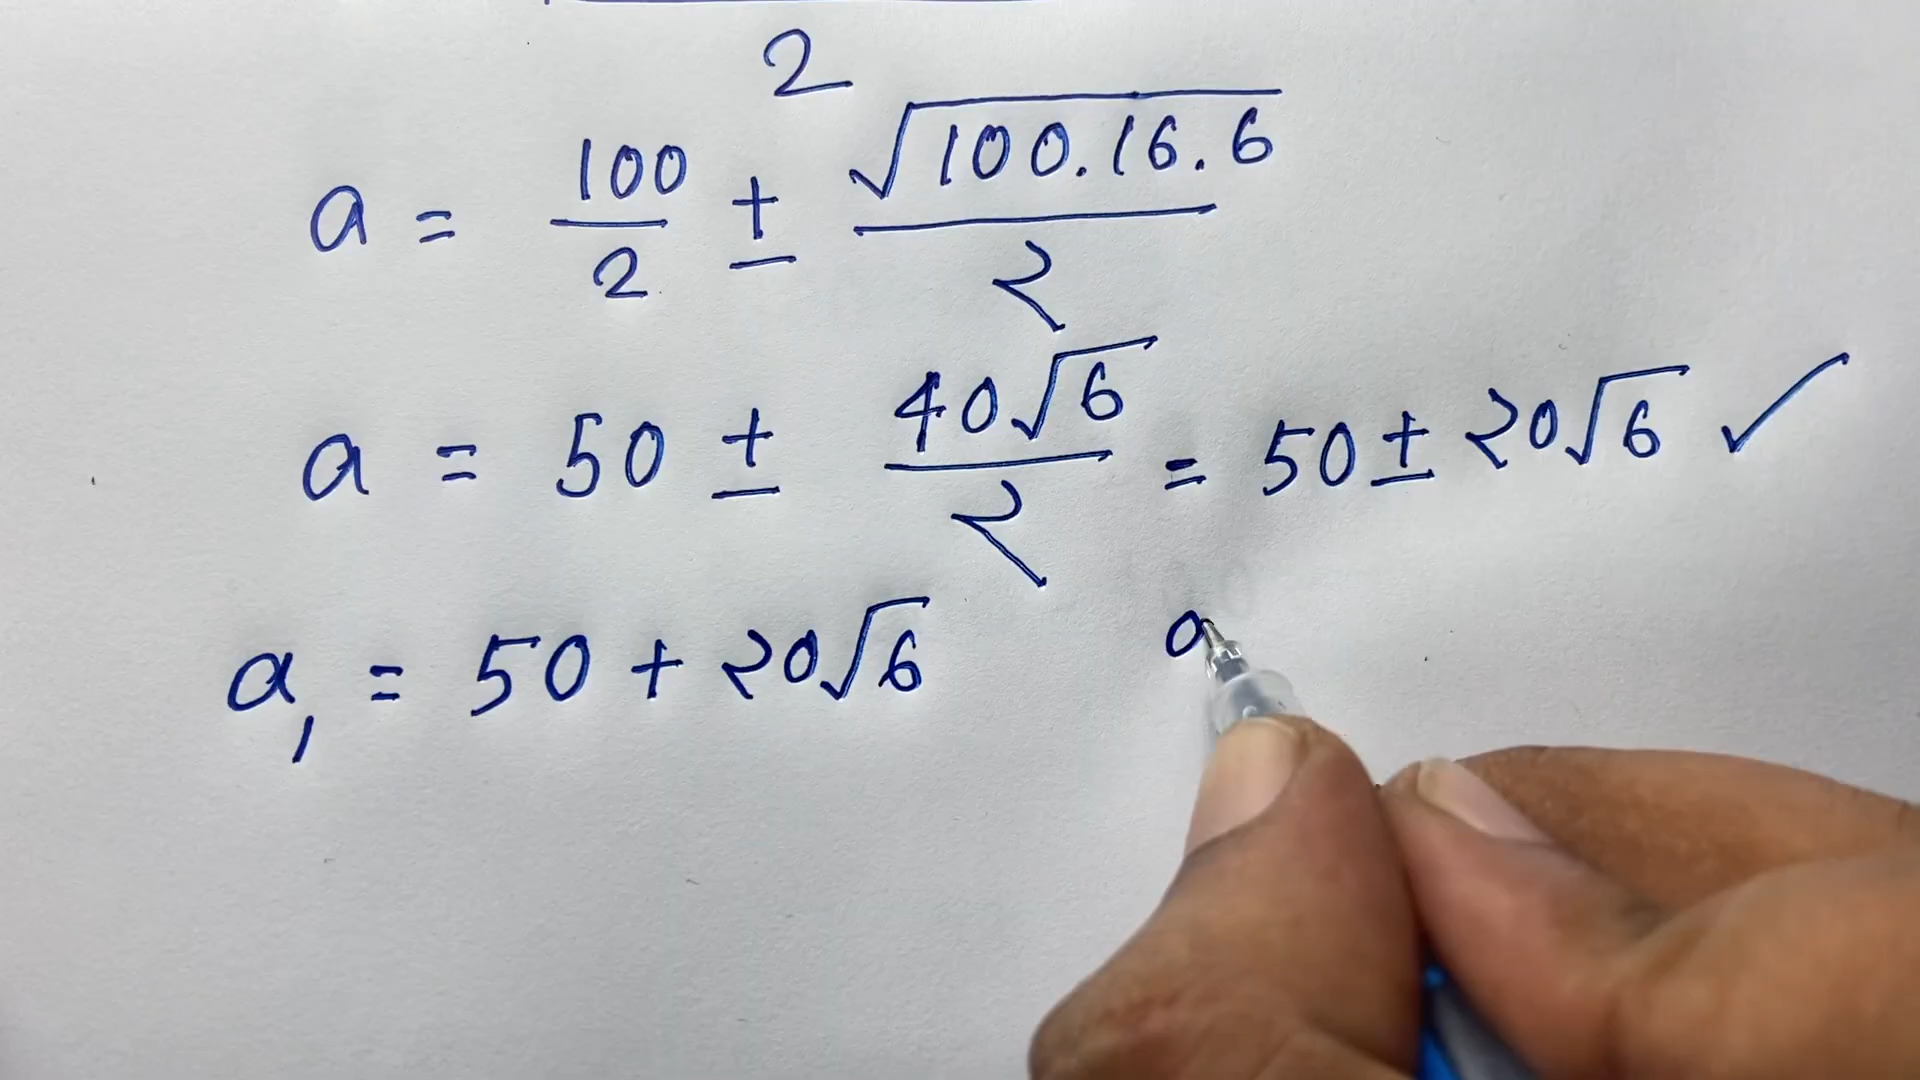 2
a = 100/2 ± √100.16.6/2
a = 50 ± 40√6/2 = 50 ± 20√6 ✓
a₁ = 50 + 20√6 a